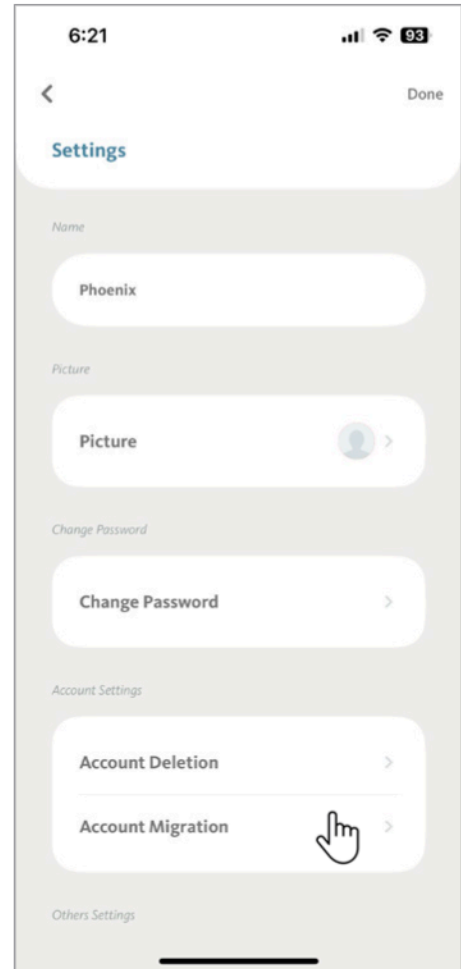 6:21
93
Done
Settings
Name
Phoenix
Picture
Picture
Change Password
Change Password
Account Settings
Account Deletion
Account Migration
Others Settings